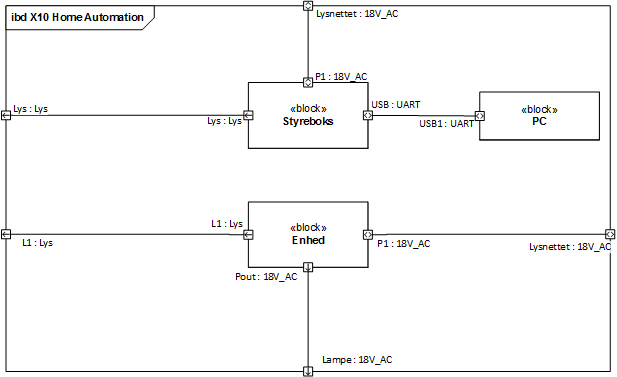 ibd X10 Home Automation
Lysnettet : 18V_AC
P1 : 18V_AC
Lys : Lys
Lys : Lys
«block»
Styreboks
USB : UART
USB1 : UART
«block»
PC
L1 : Lys
L1 : Lys
«block»
Enhed
P1 : 18V_AC
Lysnettet : 18V_AC
Pout : 18V_AC
Lampe : 18V_AC